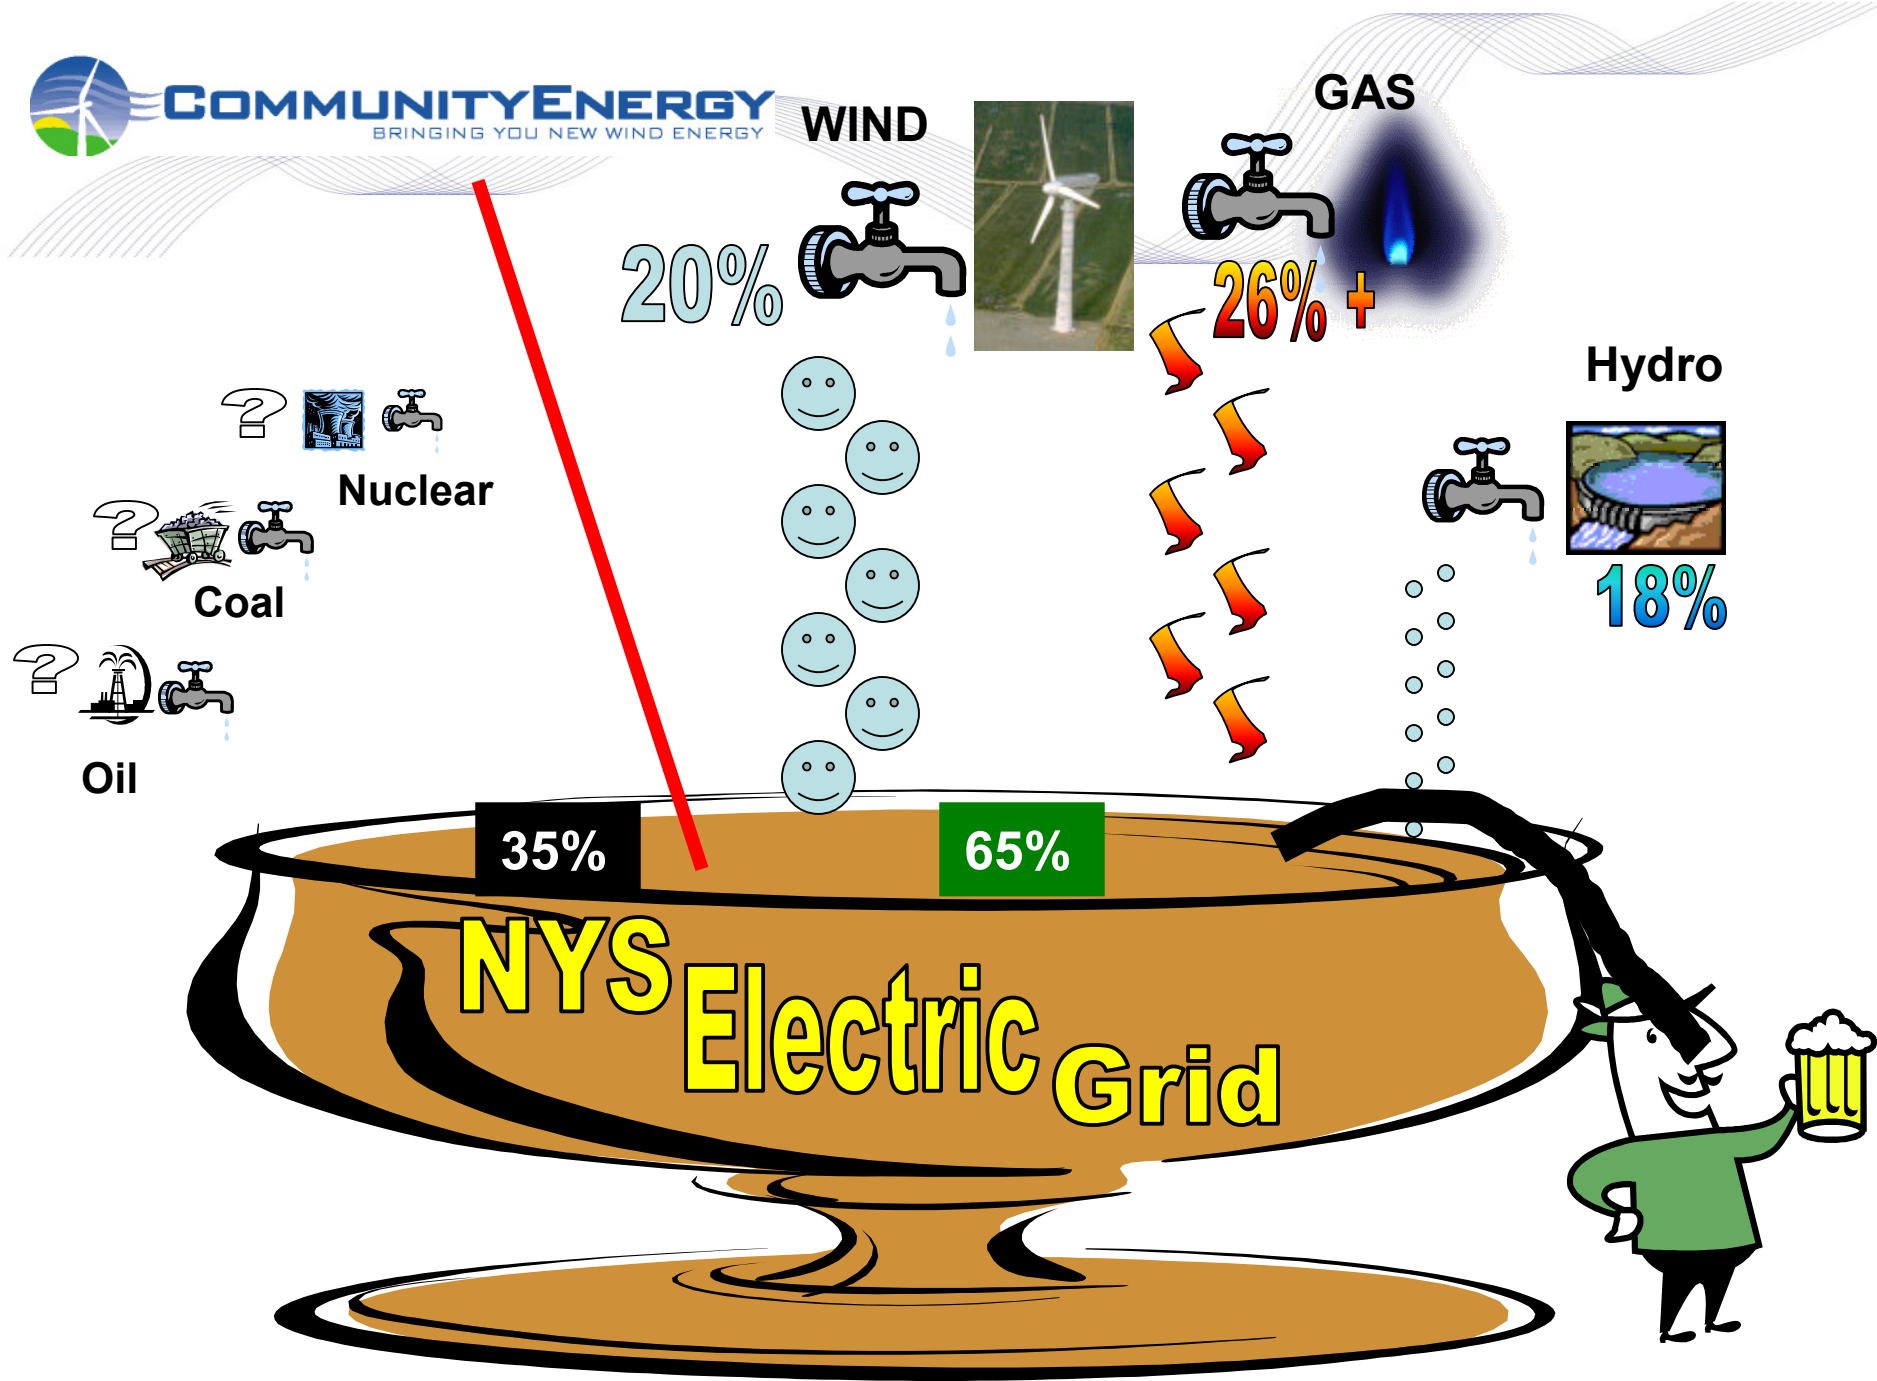 COMMUNITYENERGY
BRINGING YOU NEW WIND ENERGY
WIND
GAS
20%
26% +
Hydro
18%
?
Nuclear
?
Coal
?
Oil
35%
65%
NYS
Electric
Grid